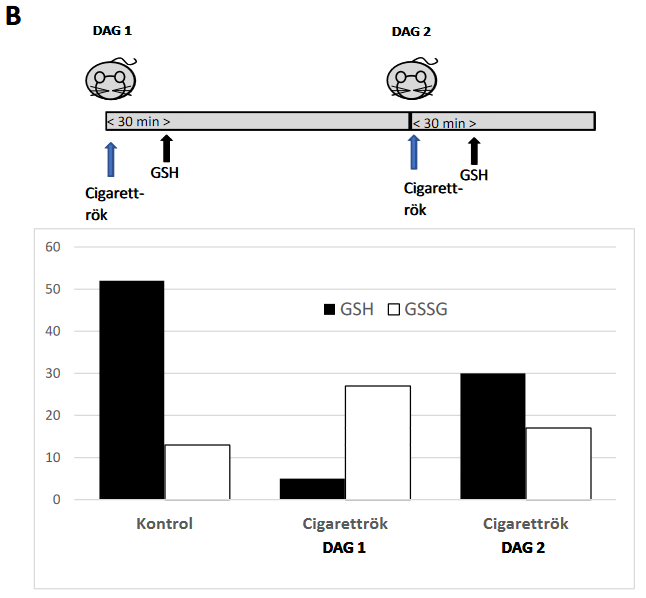 B
DAG 1
DAG 2
< 30 min >
< 30 min >
GSH
GSH
Cigarett-
rök
Cigarett-
rök
60
50
40
30
20
10
0
GSH
GSSG
Kontrol
Cigarettrök
DAG 1
Cigarettrök
DAG 2